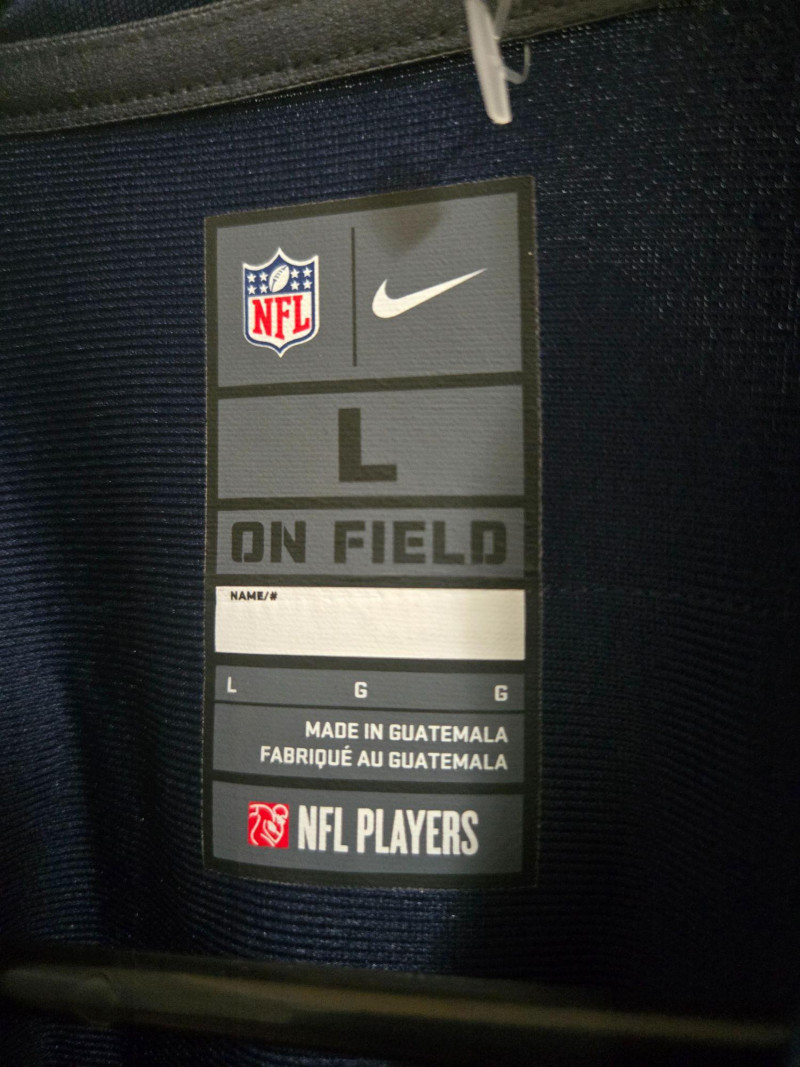 NFL
L
ON FIELD
NAME/#
L G G
MADE IN GUATEMALA
FABRIQUÉ AU GUATEMALA
NFL PLAYERS